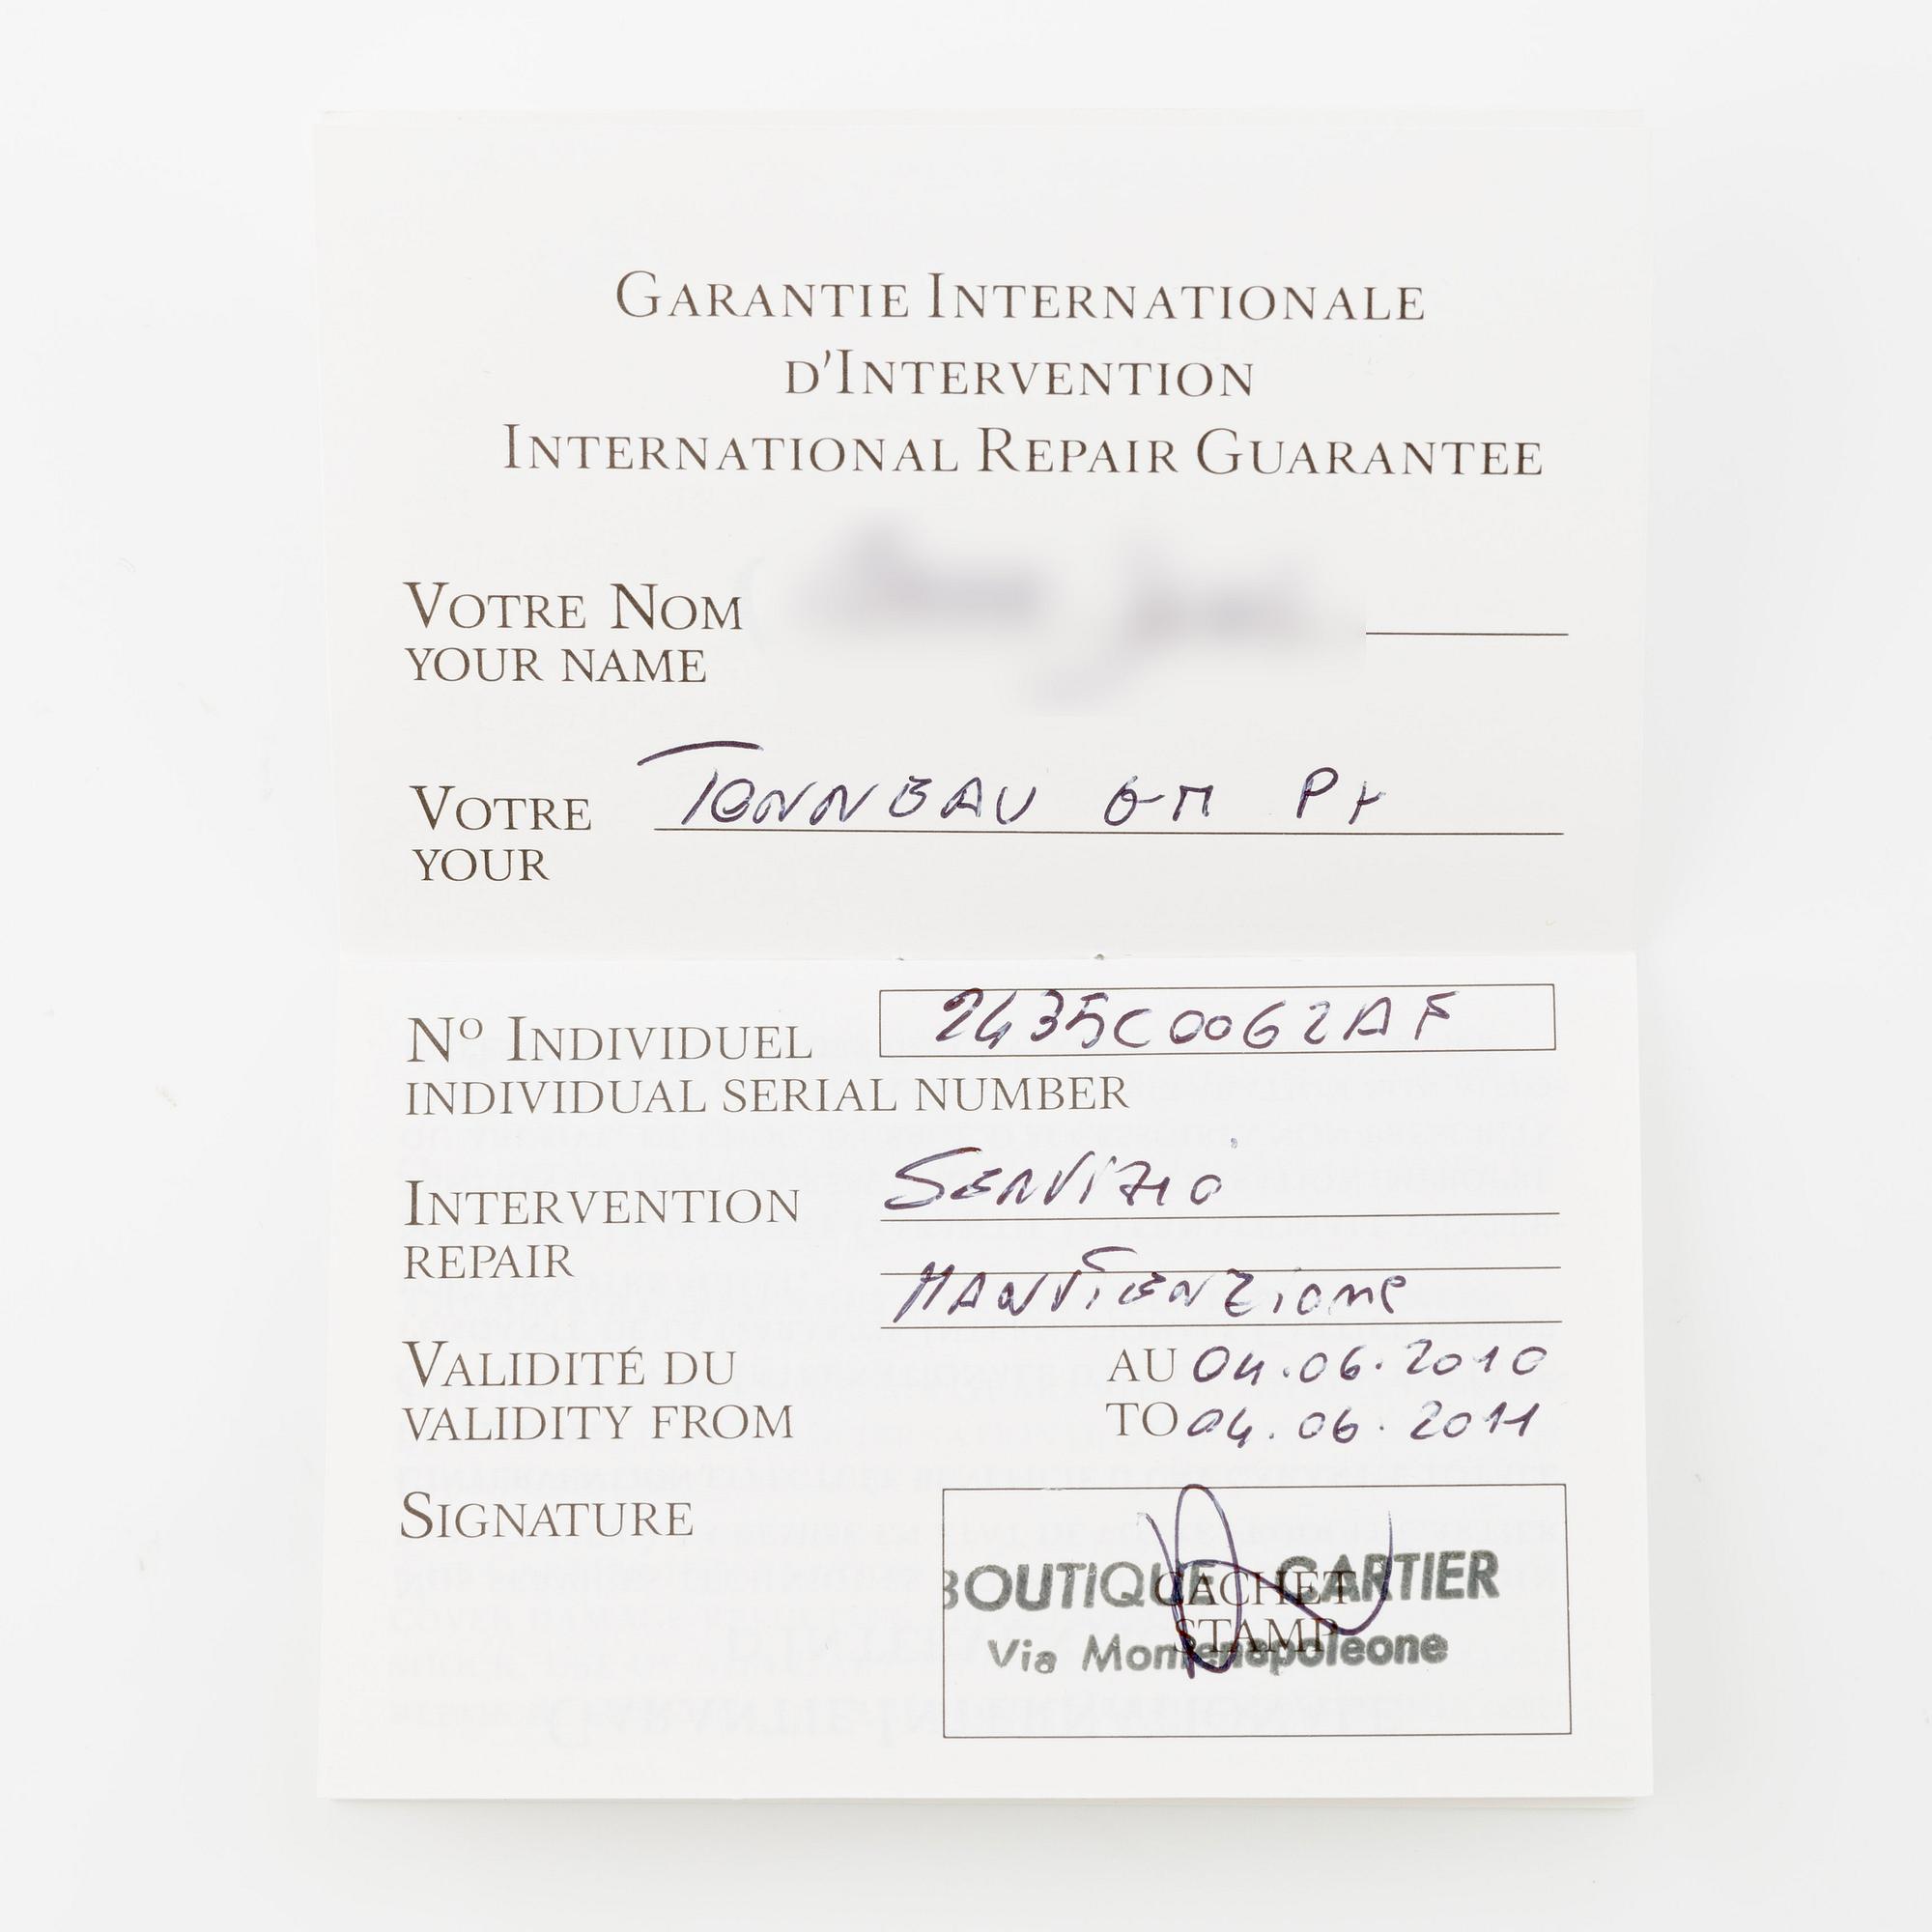 GARANTIE INTERNATIONALE
D'INTERVENTION
INTERNATIONAL REPAIR GUARANTEE
VOTRE NOM
YOUR NAME
VOTRE TONNEAU GM PT
YOUR
Nº INDIVIDUEL 2435C0062AF
INDIVIDUAL SERIAL NUMBER
INTERVENTION SERVIZIO
REPAIR
MANTIENZIONE
VALIDITÉ DU AU 04.06.2010
VALIDITY FROM TO 04.06.2011
SIGNATURE
BOUTIQUE CARTIER
CACHET
STAMP
Via Montenapoleone